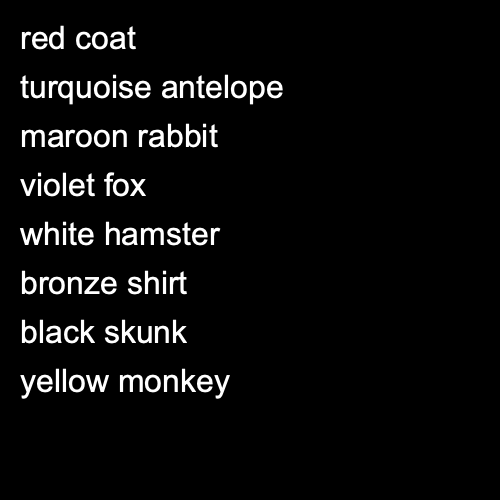 red coat
turquoise antelope
maroon rabbit
violet fox
white hamster
bronze shirt
black skunk
yellow monkey